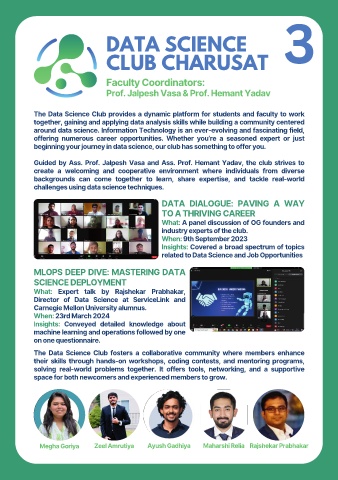 DATA SCIENCE
CLUB CHARUSAT
3
Faculty Coordinators:
Prof. Jalpesh Vasa & Prof. Hemant Yadav
The Data Science Club provides a dynamic platform for students and faculty to work
together, gaining and applying data analysis skills while building a community centered
around data science. Information Technology is an ever-evolving and fascinating field,
offering numerous career opportunities. Whether you're a seasoned expert or just
beginning your journey in data science, our club has something to offer you.
Guided by Ass. Prof. Jalpesh Vasa and Ass. Prof. Hemant Yadav, the club strives to
create a welcoming and cooperative environment where individuals from diverse
backgrounds can come together to learn, share expertise, and tackle real-world
challenges using data science techniques.
DATA DIALOGUE: PAVING A WAY
TO A THRIVING CAREER
What: A panel discussion of OG founders and
industry experts of the club.
When: 9th September 2023
Insights: Covered a broad spectrum of topics
related to Data Science and Job Opportunities
MLOPS DEEP DIVE: MASTERING DATA
SCIENCE DEPLOYMENT
What: Expert talk by Rajshekar Prabhakar,
Director of Data Science at ServiceLink and
Carnegie Mellon University alumnus.
When: 23rd March 2024
Insights: Conveyed detailed knowledge about
machine learning and operations followed by one
on one questionnaire.
The Data Science Club fosters a collaborative community where members enhance
their skills through hands-on workshops, coding contests, and mentoring programs,
solving real-world problems together. It offers tools, networking, and a supportive
space for both newcomers and experienced members to grow.
Megha Goriya
Zeel Amrutiya
Ayush Gadhiya
Maharshi Relia
Rajshekar Prabhakar